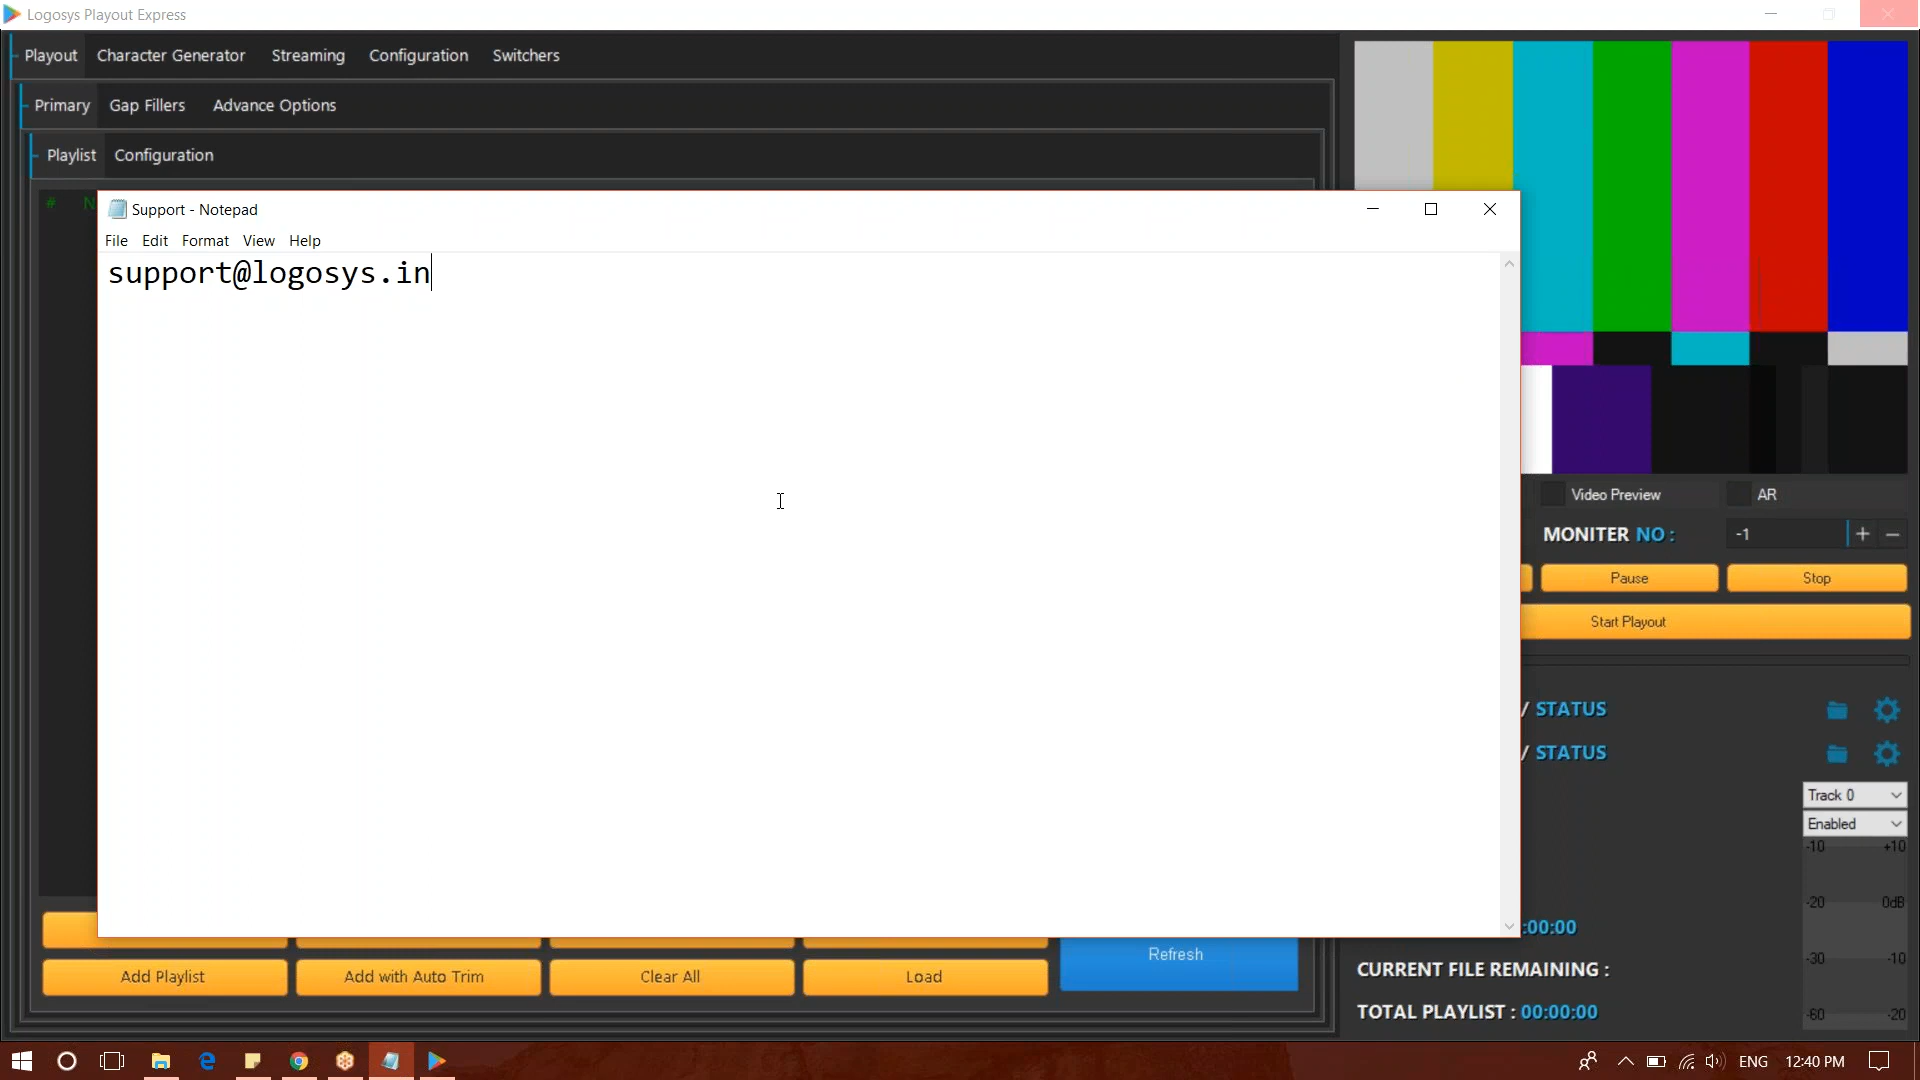 Logosys Playout Express
Playout Character Generator Streaming Configuration Switchers
Primary Gap Fillers Advance Options
Playlist Configuration
# N
Support - Notepad
File Edit Format View Help
support@logosys.in
Video Preview AR
MONITER NO : -1 + −
Pause Stop
Start Playout
/ STATUS
/ STATUS
Track 0
Enabled
-10 +10
-20 0dB
:00:00
-30 -10
-60 -20
CURRENT FILE REMAINING :
TOTAL PLAYLIST : 00:00:00
Refresh
Add Playlist Add with Auto Trim Clear All Load
ENG 12:40 PM